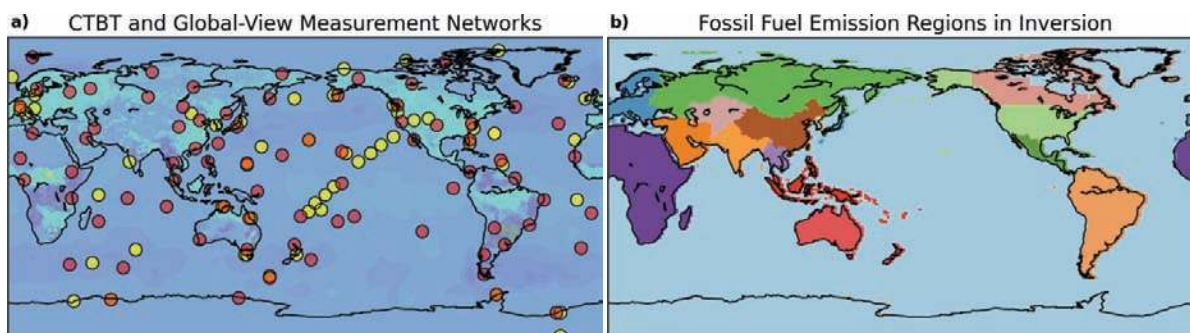 a) CTBT and Global-View Measurement Networks
b) Fossil Fuel Emission Regions in Inversion